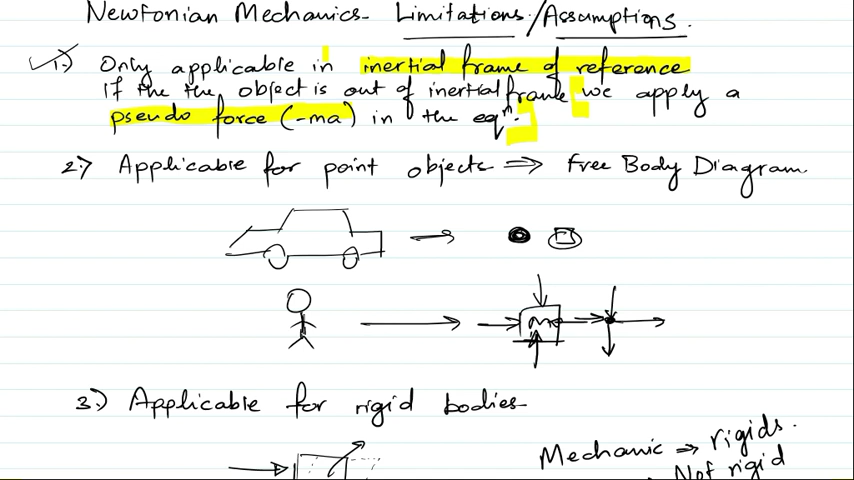 Newtonian Mechanics - Limitations / Assumptions.
1.) Only applicable in inertial frame of reference
If the the object is out of inertial frame we apply a
pseudo force (-ma) in the eqⁿ.
2.) Applicable for point objects ⇒ Free Body Diagram.
m
3.) Applicable for rigid bodies
Mechanic ⇒ rigids.
Not rigid